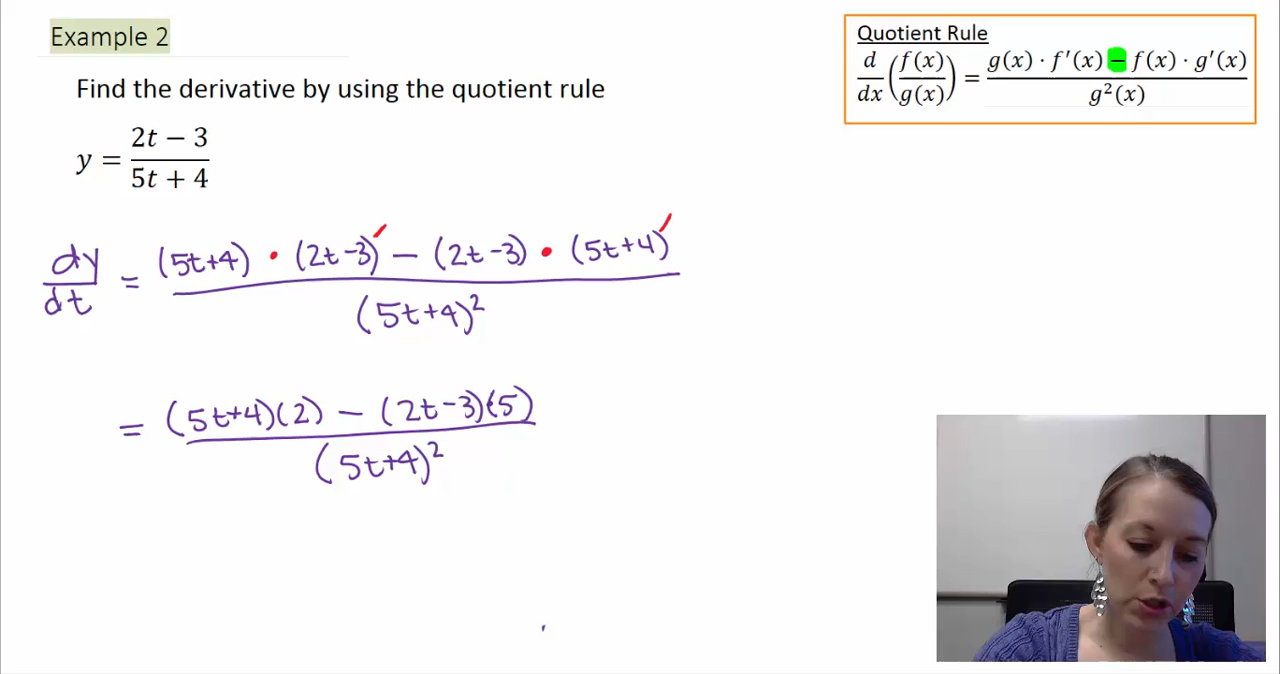 Example 2
Quotient Rule
d/dx (f(x)/g(x)) = (g(x) · f′(x) − f(x) · g′(x))/g²(x)
Find the derivative by using the quotient rule
y = (2t − 3)/(5t + 4)
dy/dt = ((5t+4) · (2t-3)′ − (2t-3) · (5t+4)′)/(5t+4)²
= ((5t+4)(2) − (2t-3)(5))/(5t+4)²